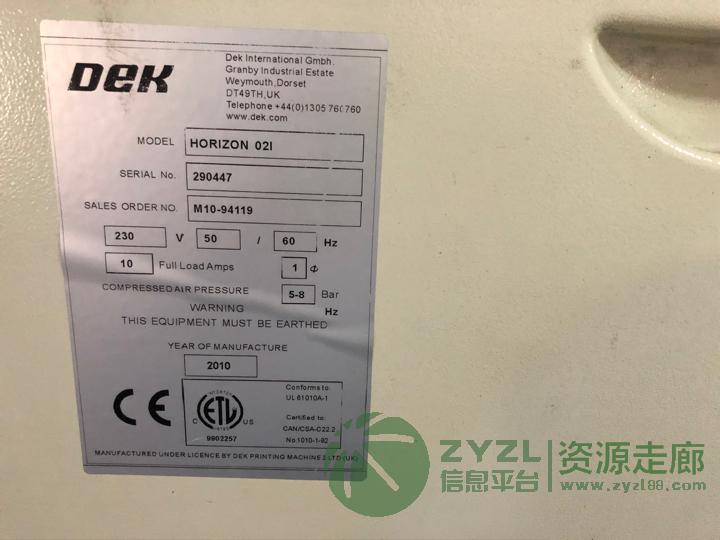 DEK
Dek International Gmbh.
Granby Industrial Estate
Weymouth, Dorset
DT49TH,UK
Telephone +44(0)1305 760760
www.dek.com
MODEL HORIZON 02I
SERIAL No. 290447
SALES ORDER NO. M10-94119
230 V 50 / 60 Hz
10 Full Load Amps 1 Φ
COMPRESSED AIR PRESSURE 5-8 Bar
WARNING Hz
THIS EQUIPMENT MUST BE EARTHED
YEAR OF MANUFACTURE
2010
CE
C ETL US
9902257
Conforms to:
UL 61010A-1
Certified to:
CAN/CSA-C22.2
No.1010-1-92
MANUFACTURED UNDER LICENCE BY DEK PRINTING MACHINES LTD (UK)
ZYZL
信息平台
资源走廊
www.zyzl88.com